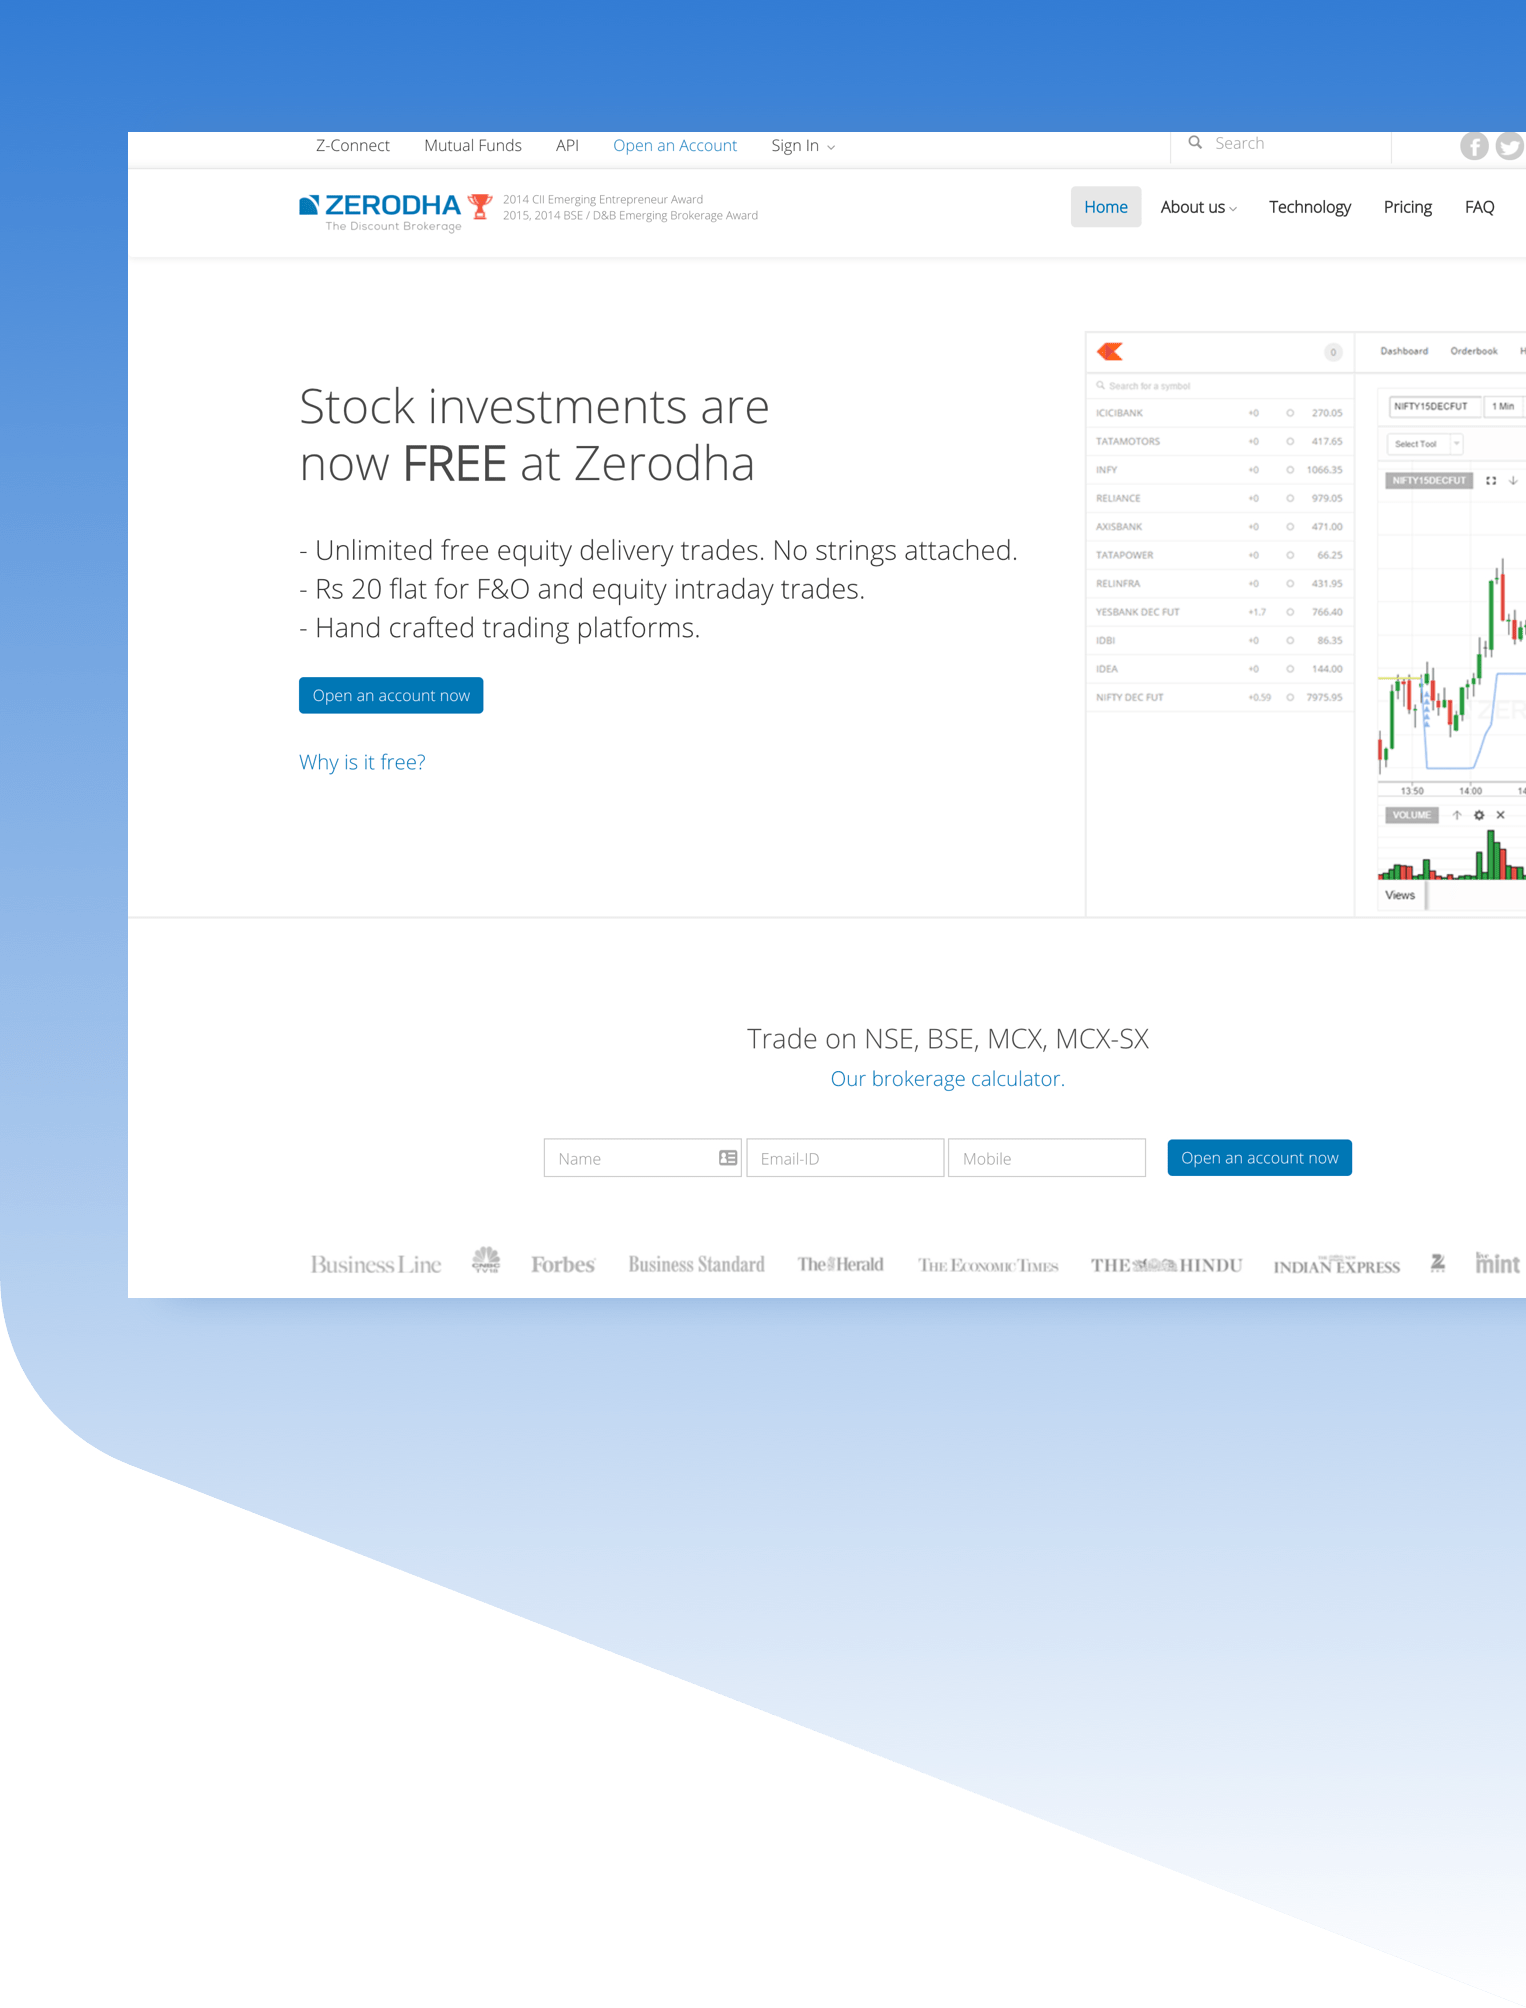 Z-Connect Mutual Funds API Open an Account Sign In Search
ZERODHA
The Discount Brokerage
2014 CII Emerging Entrepreneur Award
2015, 2014 BSE / D&B Emerging Brokerage Award
Home About us Technology Pricing FAQ
Stock investments are
now FREE at Zerodha
- Unlimited free equity delivery trades. No strings attached.
- Rs 20 flat for F&O and equity intraday trades.
- Hand crafted trading platforms.
Open an account now
Why is it free?
0
Search for a symbol
ICICIBANK +0 270.05
TATAMOTORS +0 417.65
INFY +0 1066.35
RELIANCE +0 979.05
AXISBANK +0 471.00
TATAPOWER +0 66.25
RELINFRA +0 431.95
YESBANK DEC FUT +1.7 766.40
IDBI +0 86.35
IDEA +0 144.00
NIFTY DEC FUT +0.59 7975.95
Dashboard Orderbook H
NIFTY15DECFUT 1 Min
Select Tool
NIFTY15DECFUT
ZER
13:50 14:00 14
VOLUME
Views
Trade on NSE, BSE, MCX, MCX-SX
Our brokerage calculator.
Name Email-ID Mobile Open an account now
Business Line CNBC TV18 Forbes Business Standard The Herald THE ECONOMIC TIMES THE HINDU INDIAN EXPRESS Z live mint